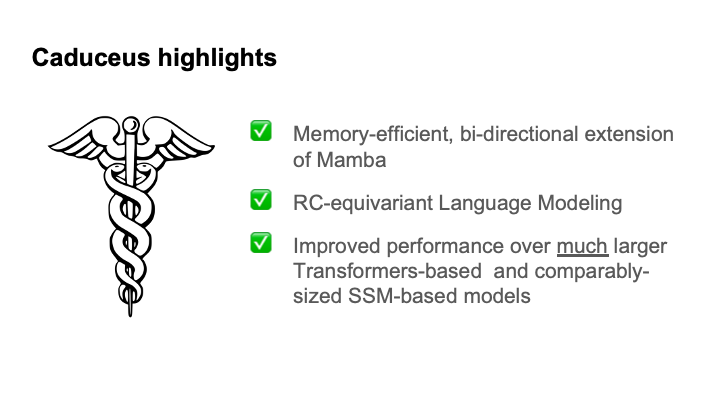 Caduceus highlights
Memory-efficient, bi-directional extension
of Mamba
RC-equivariant Language Modeling
Improved performance over much larger
Transformers-based and comparably-
sized SSM-based models